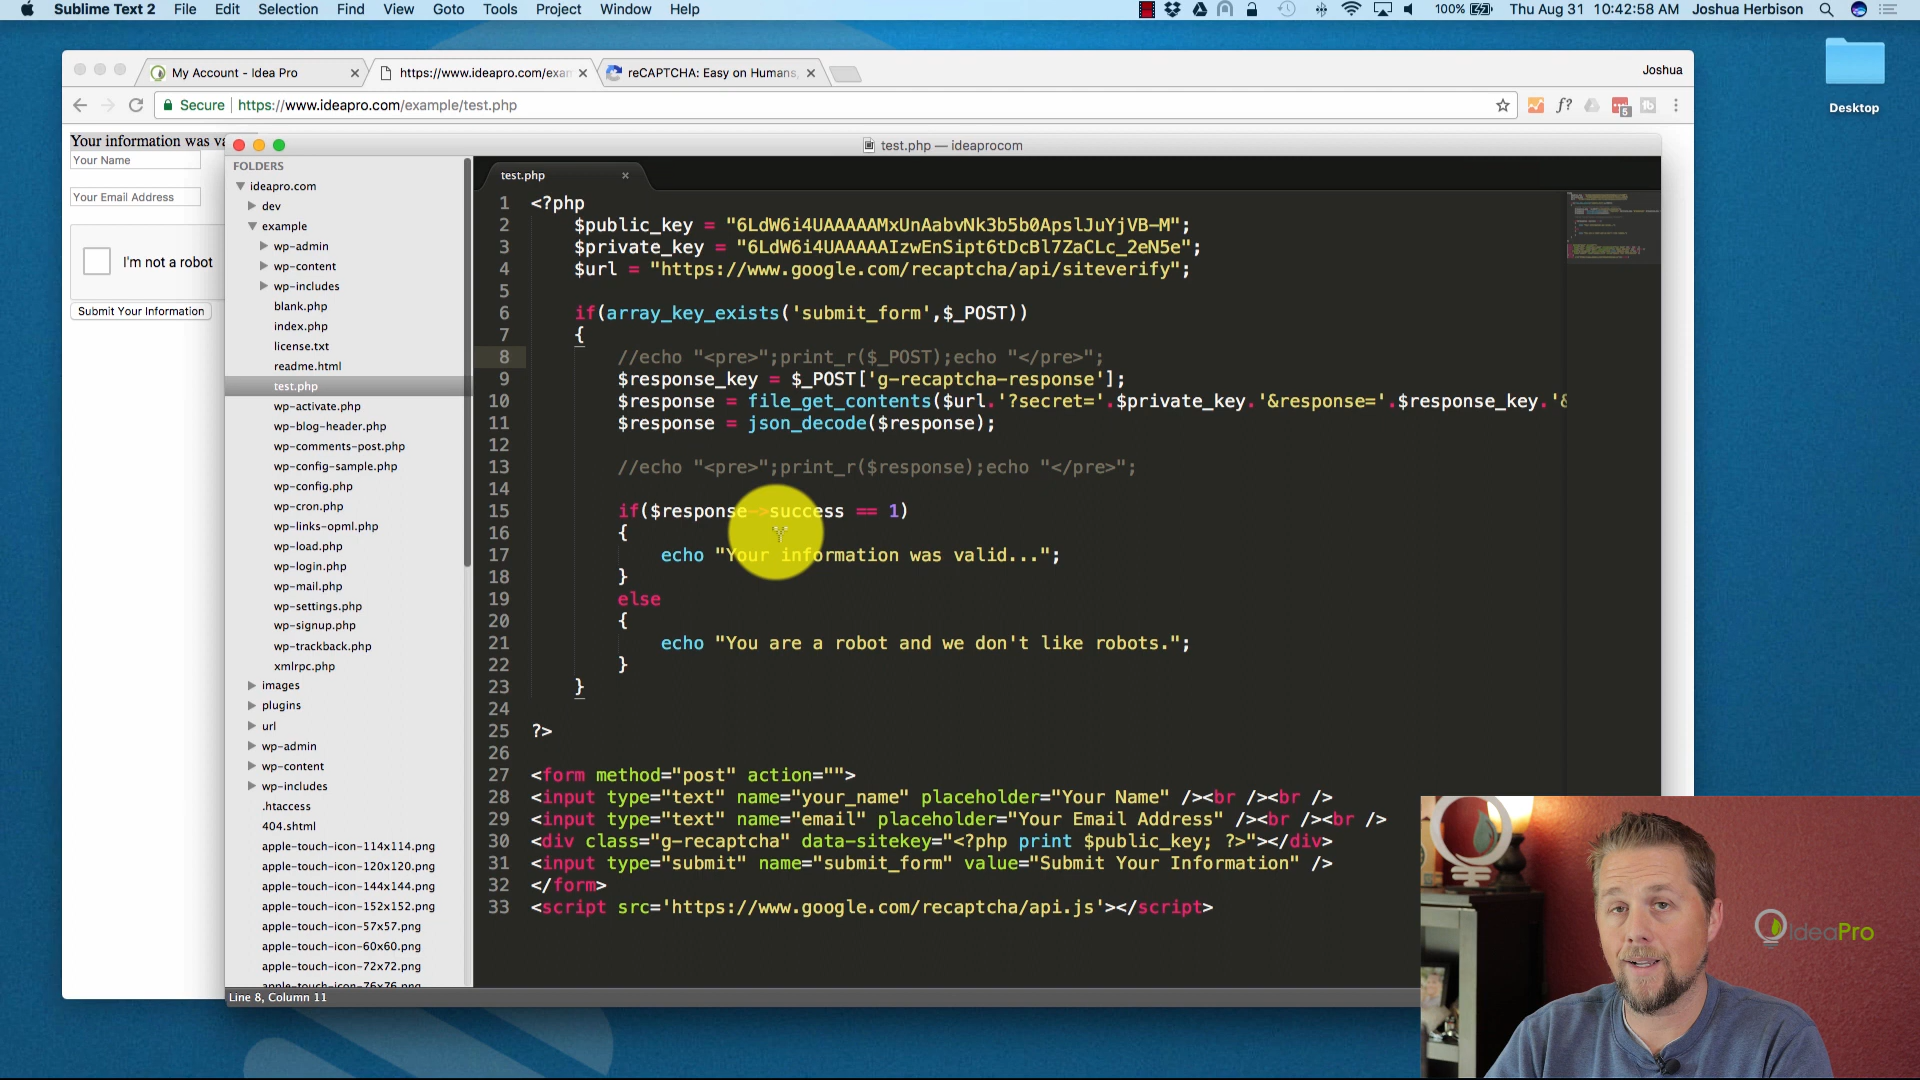 Sublime Text 2 File Edit Selection Find View Goto Tools Project Window Help 100% Thu Aug 31 10:42:58 AM Joshua Herbison
My Account - Idea Pro
https://www.ideapro.com/exam
reCAPTCHA: Easy on Humans,
Joshua
Secure https://www.ideapro.com/example/test.php
Desktop
Your information was va
Your Name
Your Email Address
I'm not a robot
Submit Your Information
test.php — ideaprocom
FOLDERS
ideapro.com
dev
example
wp-admin
wp-content
wp-includes
blank.php
index.php
license.txt
readme.html
test.php
wp-activate.php
wp-blog-header.php
wp-comments-post.php
wp-config-sample.php
wp-config.php
wp-cron.php
wp-links-opml.php
wp-load.php
wp-login.php
wp-mail.php
wp-settings.php
wp-signup.php
wp-trackback.php
xmlrpc.php
images
plugins
url
wp-admin
wp-content
wp-includes
.htaccess
404.shtml
apple-touch-icon-114x114.png
apple-touch-icon-120x120.png
apple-touch-icon-144x144.png
apple-touch-icon-152x152.png
apple-touch-icon-57x57.png
apple-touch-icon-60x60.png
apple-touch-icon-72x72.png
apple-touch-icon-76x76.png
test.php
1 <?php
2 $public_key = "6LdW6i4UAAAAAMxUnAabvNk3b5b0ApslJuYjVB-M";
3 $private_key = "6LdW6i4UAAAAAIzwEnSipt6tDcBl7ZaCLc_2eN5e";
4 $url = "https://www.google.com/recaptcha/api/siteverify";
5
6 if(array_key_exists('submit_form',$_POST))
7 {
8 //echo "<pre>";print_r($_POST);echo "</pre>";
9 $response_key = $_POST['g-recaptcha-response'];
10 $response = file_get_contents($url.'?secret='.$private_key.'&response='.$response_key.'&
11 $response = json_decode($response);
12
13 //echo "<pre>";print_r($response);echo "</pre>";
14
15 if($response->success == 1)
16 {
17 echo "Your information was valid...";
18 }
19 else
20 {
21 echo "You are a robot and we don't like robots.";
22 }
23 }
24
25 ?>
26
27 <form method="post" action="">
28 <input type="text" name="your_name" placeholder="Your Name" /><br /><br />
29 <input type="text" name="email" placeholder="Your Email Address" /><br /><br />
30 <div class="g-recaptcha" data-sitekey="<?php print $public_key; ?>"></div>
31 <input type="submit" name="submit_form" value="Submit Your Information" />
32 </form>
33 <script src='https://www.google.com/recaptcha/api.js'></script>
Line 8, Column 11
IdeaPro